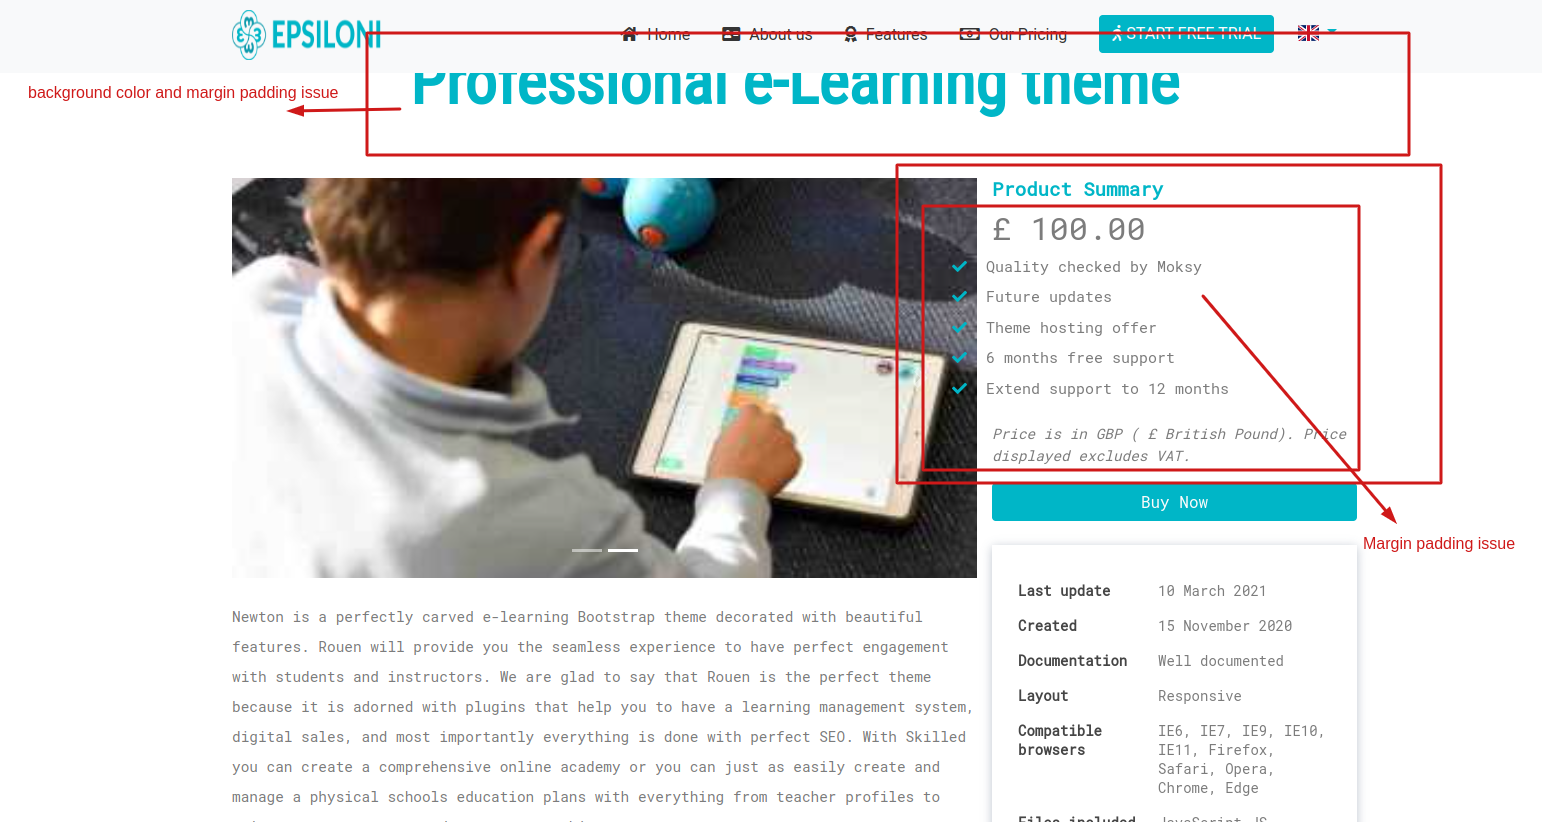 EPSILONI
Home About us Features Our Pricing START FREE TRIAL
Professional e-Learning theme
background color and margin padding issue
Product Summary
£ 100.00
Quality checked by Moksy
Future updates
Theme hosting offer
6 months free support
Extend support to 12 months
Price is in GBP ( £ British Pound). Price
displayed excludes VAT.
Buy Now
Margin padding issue
Last update 10 March 2021
Created 15 November 2020
Documentation Well documented
Layout Responsive
Compatible IE6, IE7, IE9, IE10,
browsers IE11, Firefox,
Safari, Opera,
Chrome, Edge
Files included JavaScript JS
Newton is a perfectly carved e-learning Bootstrap theme decorated with beautiful
features. Rouen will provide you the seamless experience to have perfect engagement
with students and instructors. We are glad to say that Rouen is the perfect theme
because it is adorned with plugins that help you to have a learning management system,
digital sales, and most importantly everything is done with perfect SEO. With Skilled
you can create a comprehensive online academy or you can just as easily create and
manage a physical schools education plans with everything from teacher profiles to